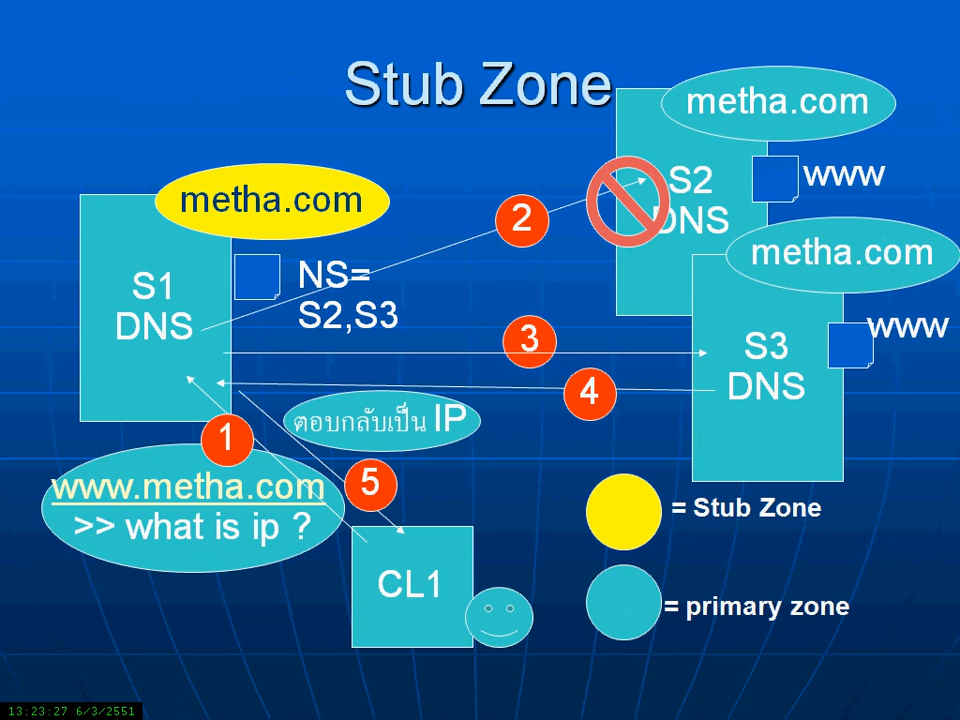 Stub Zone
metha.com
S2
DNS
www
metha.com
S1
DNS
NS=
S2,S3
2
metha.com
S3
DNS
www
3
4
ตอบกลับเป็น IP
1
www.metha.com
>> what is ip ?
5
CL1
= Stub Zone
= primary zone
13:23:27 6/3/2551